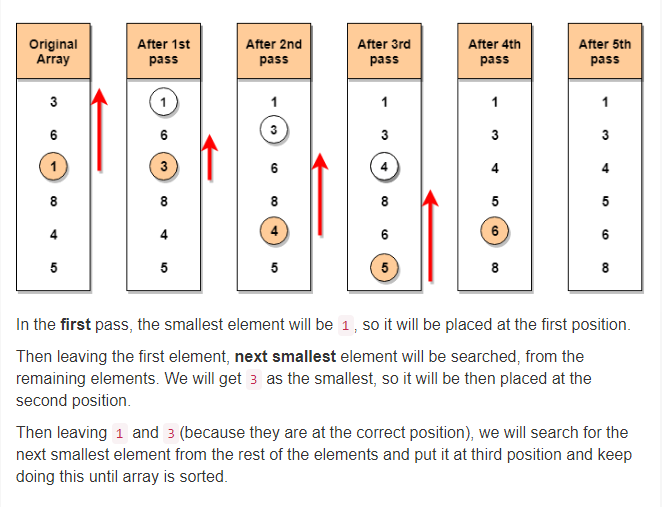 Original Array
After 1st pass
After 2nd pass
After 3rd pass
After 4th pass
After 5th pass
3 1 1 1 1 1
6 6 3 3 3 3
1 3 6 4 4 4
8 8 8 8 5 5
4 4 4 6 6 6
5 5 5 5 8 8
In the first pass, the smallest element will be 1 , so it will be placed at the first position.
Then leaving the first element, next smallest element will be searched, from the
remaining elements. We will get 3 as the smallest, so it will be then placed at the
second position.
Then leaving 1 and 3 (because they are at the correct position), we will search for the
next smallest element from the rest of the elements and put it at third position and keep
doing this until array is sorted.